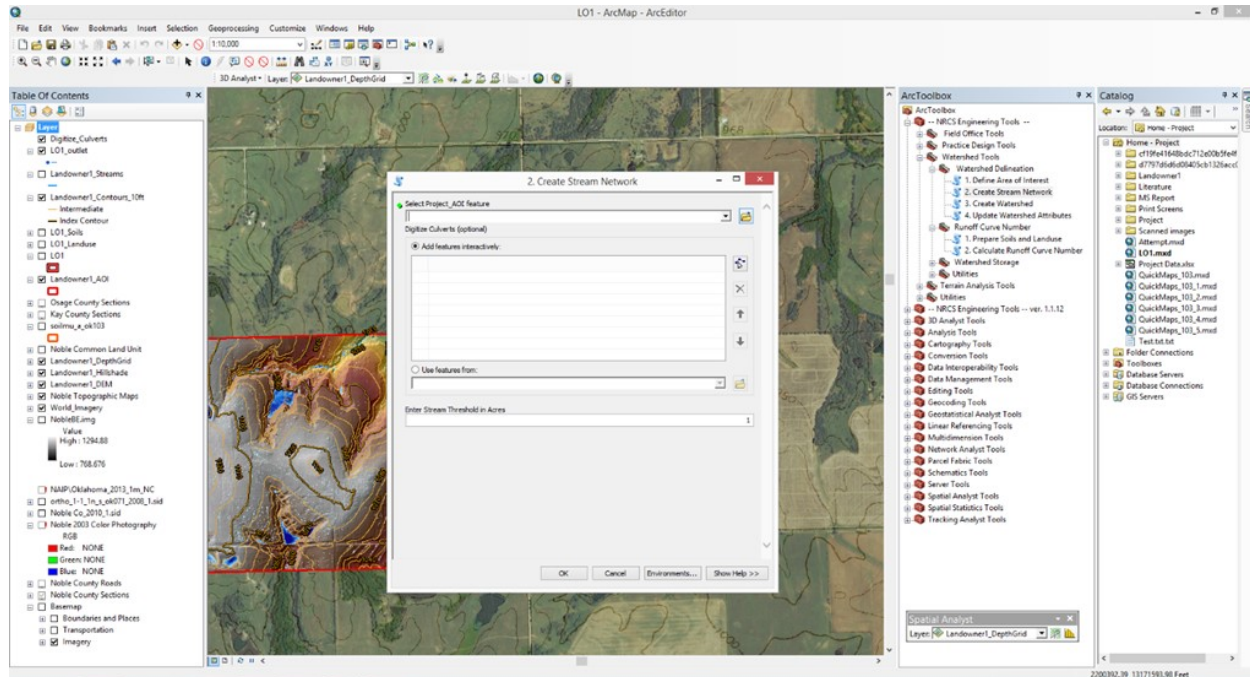 LO1 - ArcMap - ArcEditor
File Edit View Bookmarks Insert Selection Geoprocessing Customize Windows Help
1:10,000
3D Analyst Layer: Landowner1_DepthGrid
Table Of Contents
Layer
Digitize_Culverts
LO1_outlet
Landowner1_Streams
Landowner1_Contours_10ft
Intermediate
Index Contour
LO1_Soils
LO1_Landuse
LO1
Landowner1_AOI
Osage County Sections
Kay County Sections
soilmu_a_ok103
Noble Common Land Unit
Landowner1_DepthGrid
Landowner1_Hillshade
Landowner1_DEM
Noble Topographic Maps
World_Imagery
NobleBE.img
Value
High : 1294.88
Low : 768.676
NAIP\Oklahoma_2013_1m_NC
ortho_1-1_1n_s_ok071_2008_1.sid
Noble Co_2010_1.sid
Noble 2003 Color Photography
RGB
Red: NONE
Green: NONE
Blue: NONE
Noble County Roads
Noble County Sections
Basemap
Boundaries and Places
Transportation
Imagery
968
2. Create Stream Network
Select Project_AOI feature
Digitize Culverts (optional)
Add features interactively:
Use features from:
Enter Stream Threshold in Acres
1
OK Cancel Environments... Show Help >>
ArcToolbox
ArcToolbox
-- NRCS Engineering Tools --
Field Office Tools
Practice Design Tools
Watershed Tools
Watershed Delineation
1. Define Area of Interest
2. Create Stream Network
3. Create Watershed
4. Update Watershed Attributes
Runoff Curve Number
1. Prepare Soils and Landuse
2. Calculate Runoff Curve Number
Watershed Storage
Utilities
Terrain Analysis Tools
Utilities
-- NRCS Engineering Tools -- ver. 1.1.12
3D Analyst Tools
Analysis Tools
Cartography Tools
Conversion Tools
Data Interoperability Tools
Data Management Tools
Editing Tools
Geocoding Tools
Geostatistical Analyst Tools
Linear Referencing Tools
Multidimension Tools
Network Analyst Tools
Parcel Fabric Tools
Schematics Tools
Server Tools
Spatial Analyst Tools
Spatial Statistics Tools
Tracking Analyst Tools
Spatial Analyst
Layer: Landowner1_DepthGrid
Catalog
Location: Home - Project
Home - Project
Landowner1
Literature
MS Report
Print Screens
Project
Scanned images
Attempt.mxd
LO1.mxd
Project Data.xlsx
QuickMaps_103.mxd
QuickMaps_103_1.mxd
QuickMaps_103_2.mxd
QuickMaps_103_3.mxd
QuickMaps_103_4.mxd
QuickMaps_103_5.mxd
Test.txt.txt
Folder Connections
Toolboxes
Database Servers
Database Connections
GIS Servers
2200392.39 13171593.90 Feet